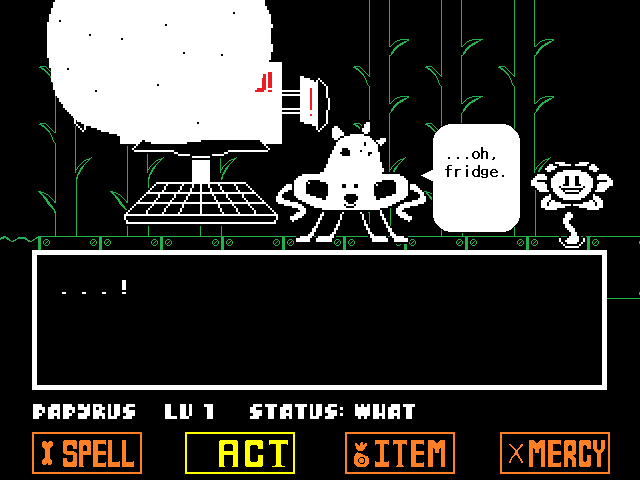 !
!
...oh,
fridge.
...!
PAPYRUS LV 1 STATUS: WHAT
SPELL ACT ITEM MERCY